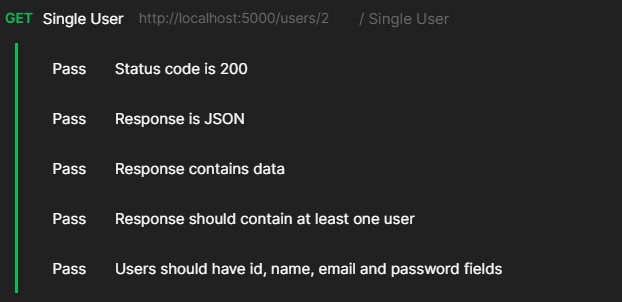 GET Single User http://localhost:5000/users/2 / Single User
Pass Status code is 200
Pass Response is JSON
Pass Response contains data
Pass Response should contain at least one user
Pass Users should have id, name, email and password fields